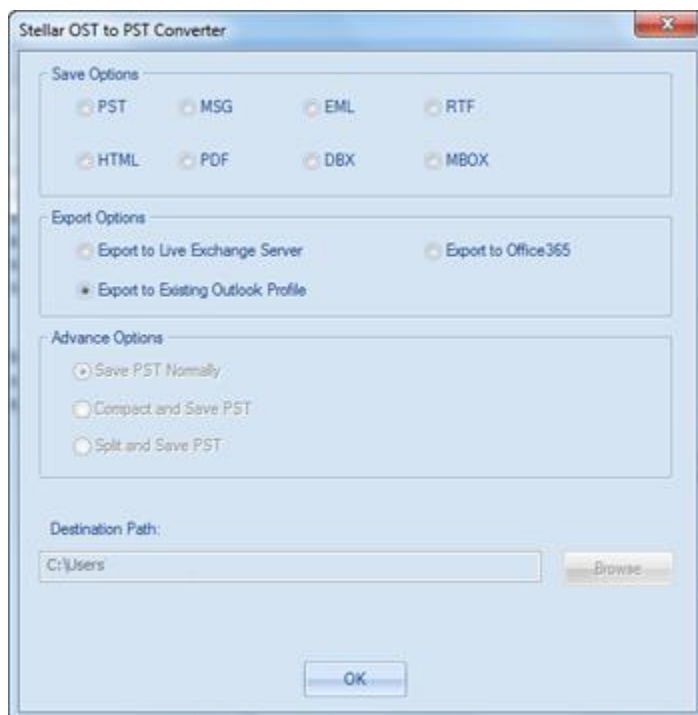 Stellar OST to PST Converter
Save Options
PST MSG EML RTF
HTML PDF DBX MBOX
Export Options
Export to Live Exchange Server Export to Office365
Export to Existing Outlook Profile
Advance Options
Save PST Normally
Compact and Save PST
Split and Save PST
Destination Path:
C:\Users Browse
OK